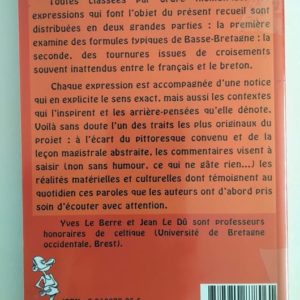 Toutes classées par ordre
expressions qui font l'objet du présent recueil sont
distribuées en deux grandes parties : la première
examine des formules typiques de Basse-Bretagne ; la
seconde, des tournures issues de croisements
souvent inattendus entre le français et le breton.
Chaque expression est accompagnée d'une notice
qui en explicite le sens exact, mais aussi les contextes
qui l'inspirent et les arrière-pensées qu'elle dénote.
Voilà sans doute l'un des traits les plus originaux du
projet : à l'écart du pittoresque convenu et de la
leçon magistrale abstraite, les commentaires visent à
saisir (non sans humour, ce qui ne gâte rien...) les
réalités matérielles et culturelles dont témoignent au
quotidien ces paroles que les auteurs ont d'abord pris
soin d'écouter avec attention.
Yves Le Berre et Jean Le Dû sont professeurs
honoraires de celtique (Université de Bretagne
occidentale, Brest).